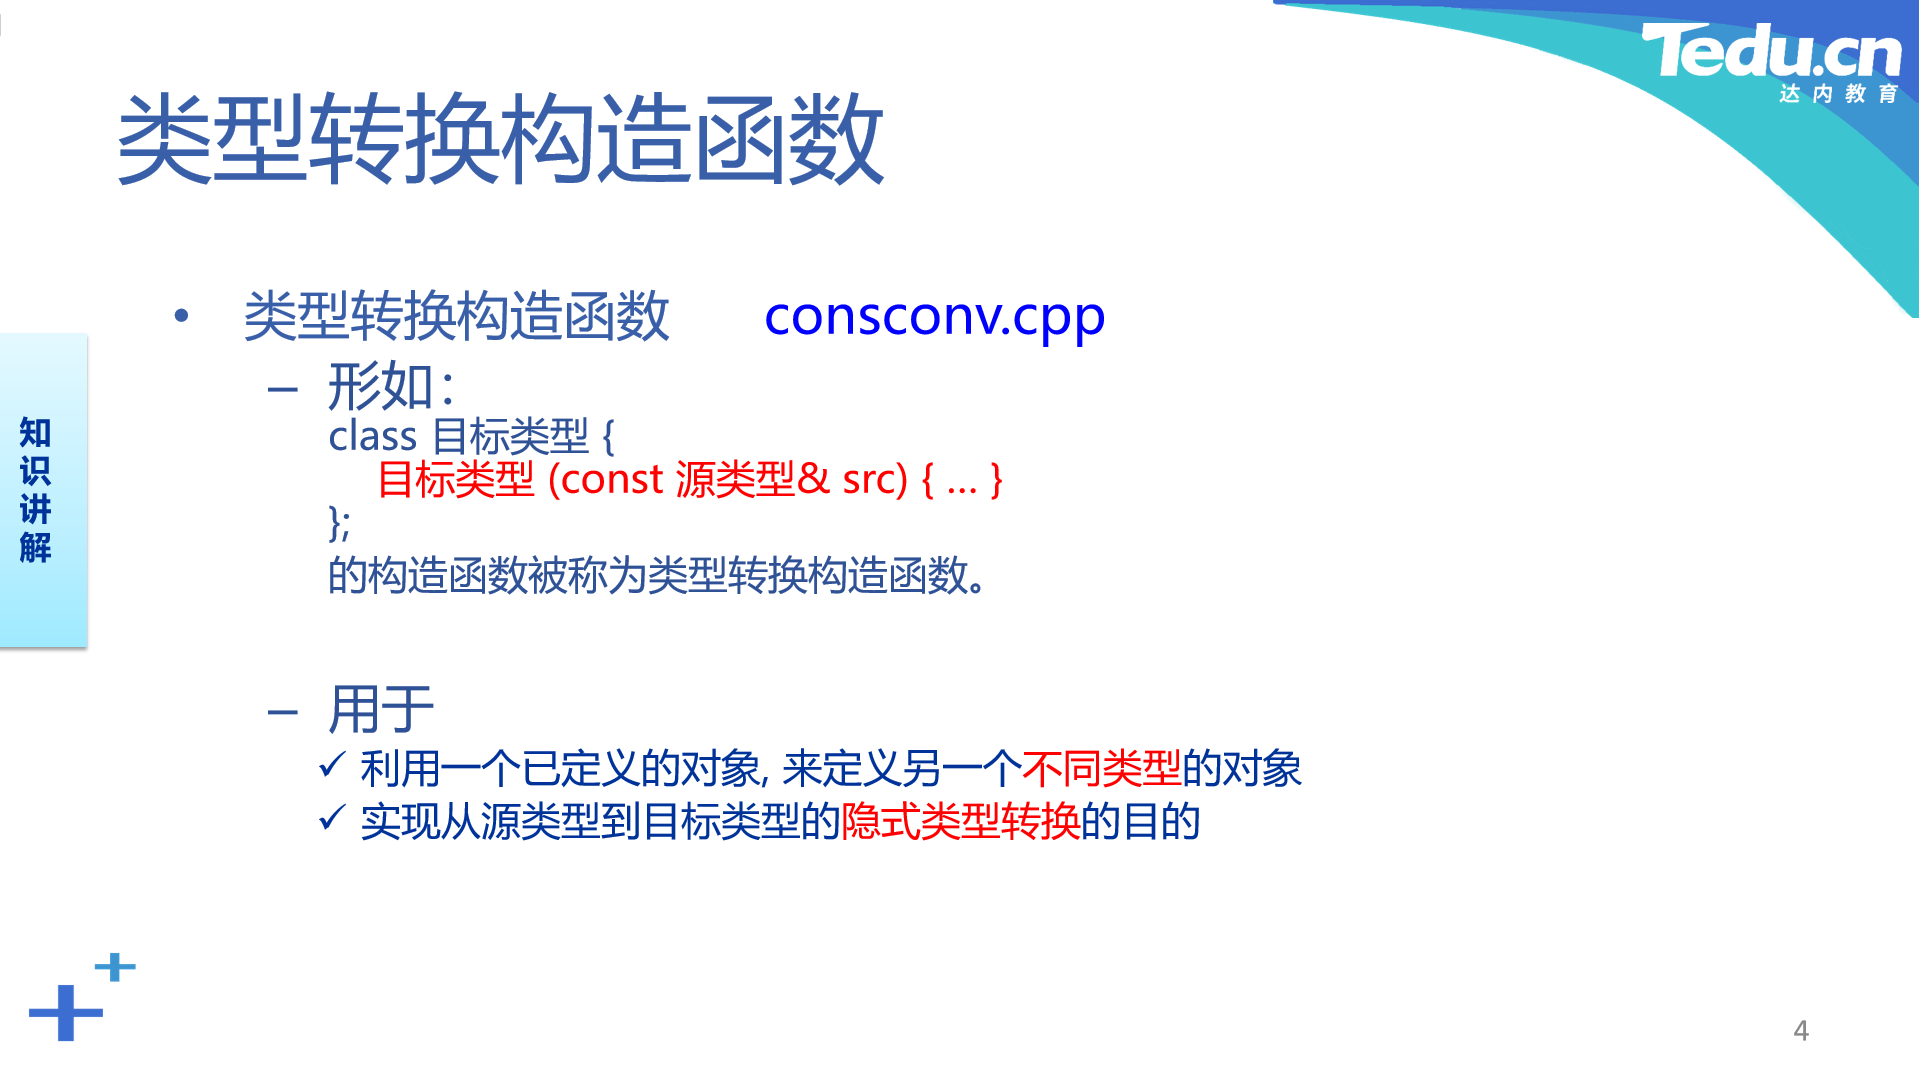 Tedu.cn
达内教育
类型转换构造函数
• 类型转换构造函数 consconv.cpp
– 形如：
class 目标类型 {
目标类型 (const 源类型& src) { ... }
};
的构造函数被称为类型转换构造函数。
知识讲解
– 用于
✓ 利用一个已定义的对象, 来定义另一个不同类型的对象
✓ 实现从源类型到目标类型的隐式类型转换的目的
4